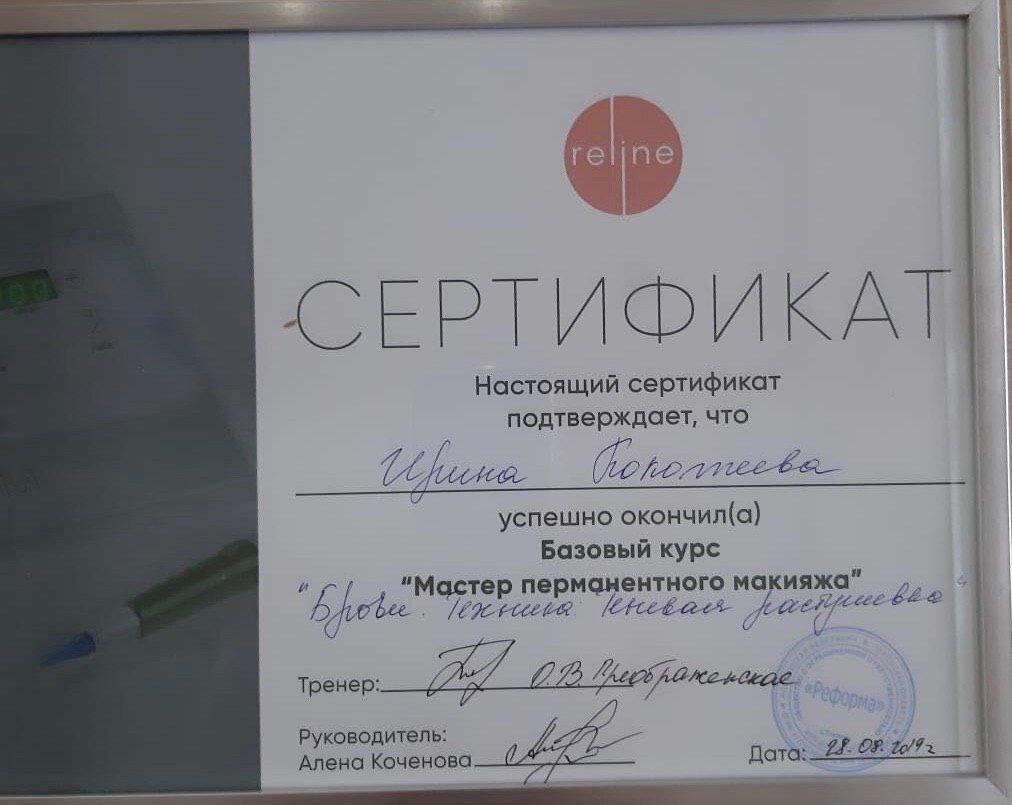 reline
СЕРТИФИКАТ
Настоящий сертификат
подтверждает, что
Ирина
успешно окончил(а)
Базовый курс
“Мастер перманентного макияжа”
"Брови. Техника: Теневая растушевка"
Тренер: О.В. Преображенская
Руководитель:
Алена Коченова
«Реформа»
Дата: 28.08.2019г